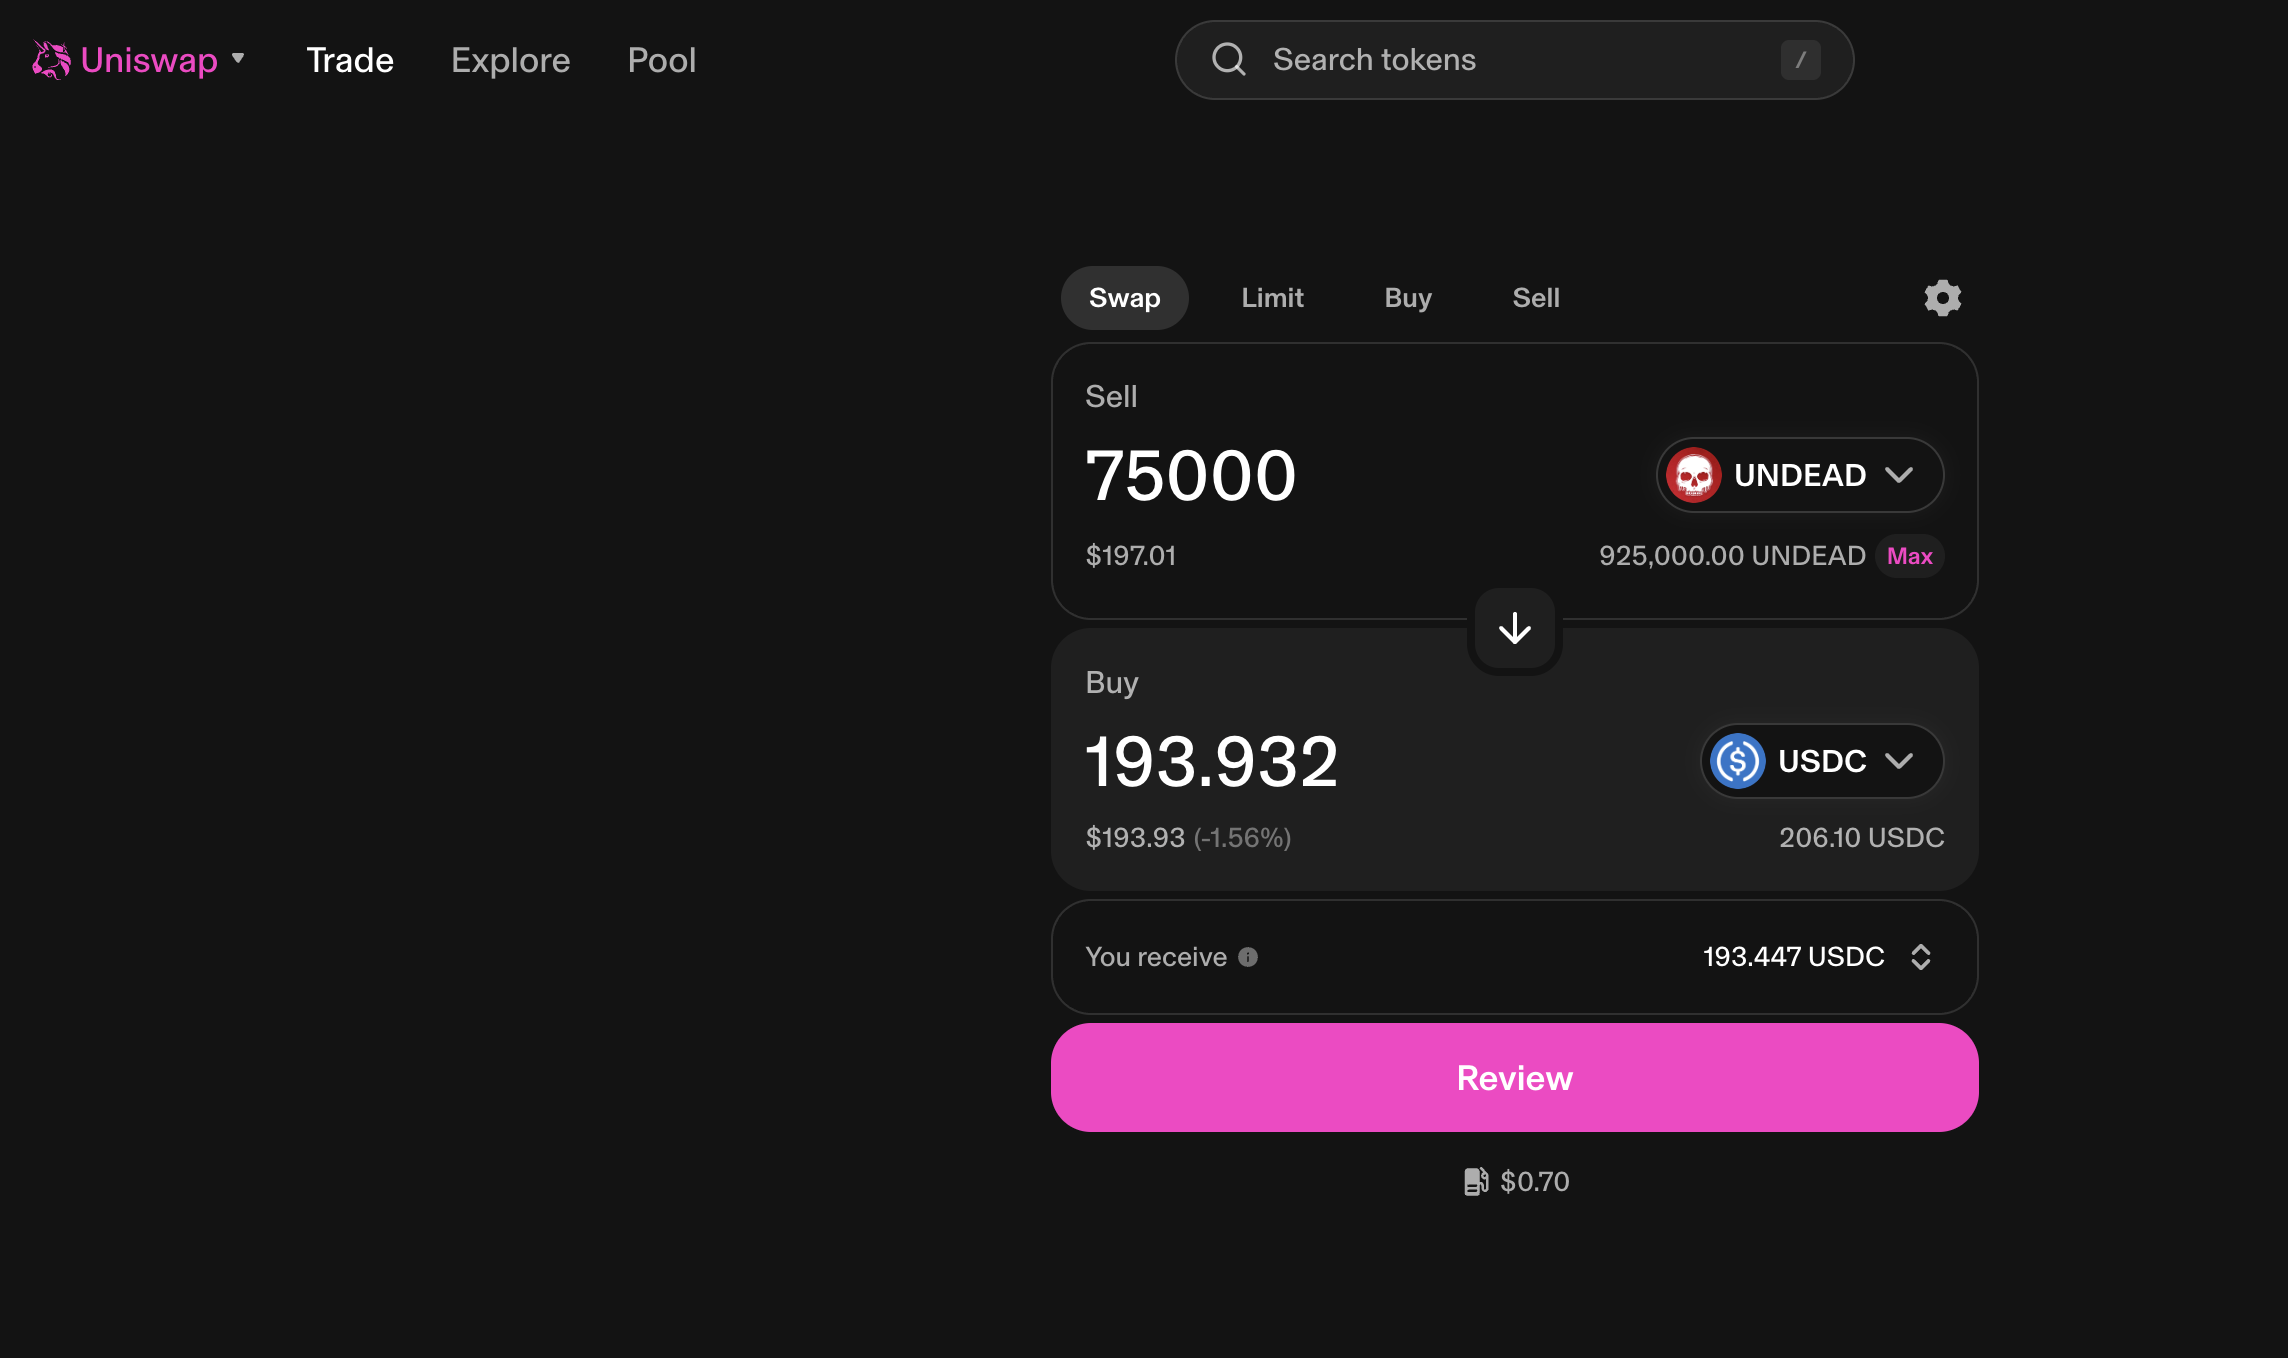 Uniswap Trade Explore Pool Search tokens /
Swap Limit Buy Sell
Sell
75000 UNDEAD
$197.01 925,000.00 UNDEAD Max
Buy
193.932 USDC
$193.93 (-1.56%) 206.10 USDC
You receive 193.447 USDC
Review
$0.70